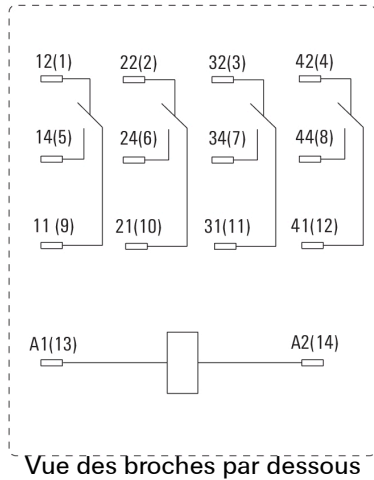 12(1) 22(2) 32(3) 42(4)
14(5) 24(6) 34(7) 44(8)
11 (9) 21(10) 31(11) 41(12)
A1(13) A2(14)
Vue des broches par dessous